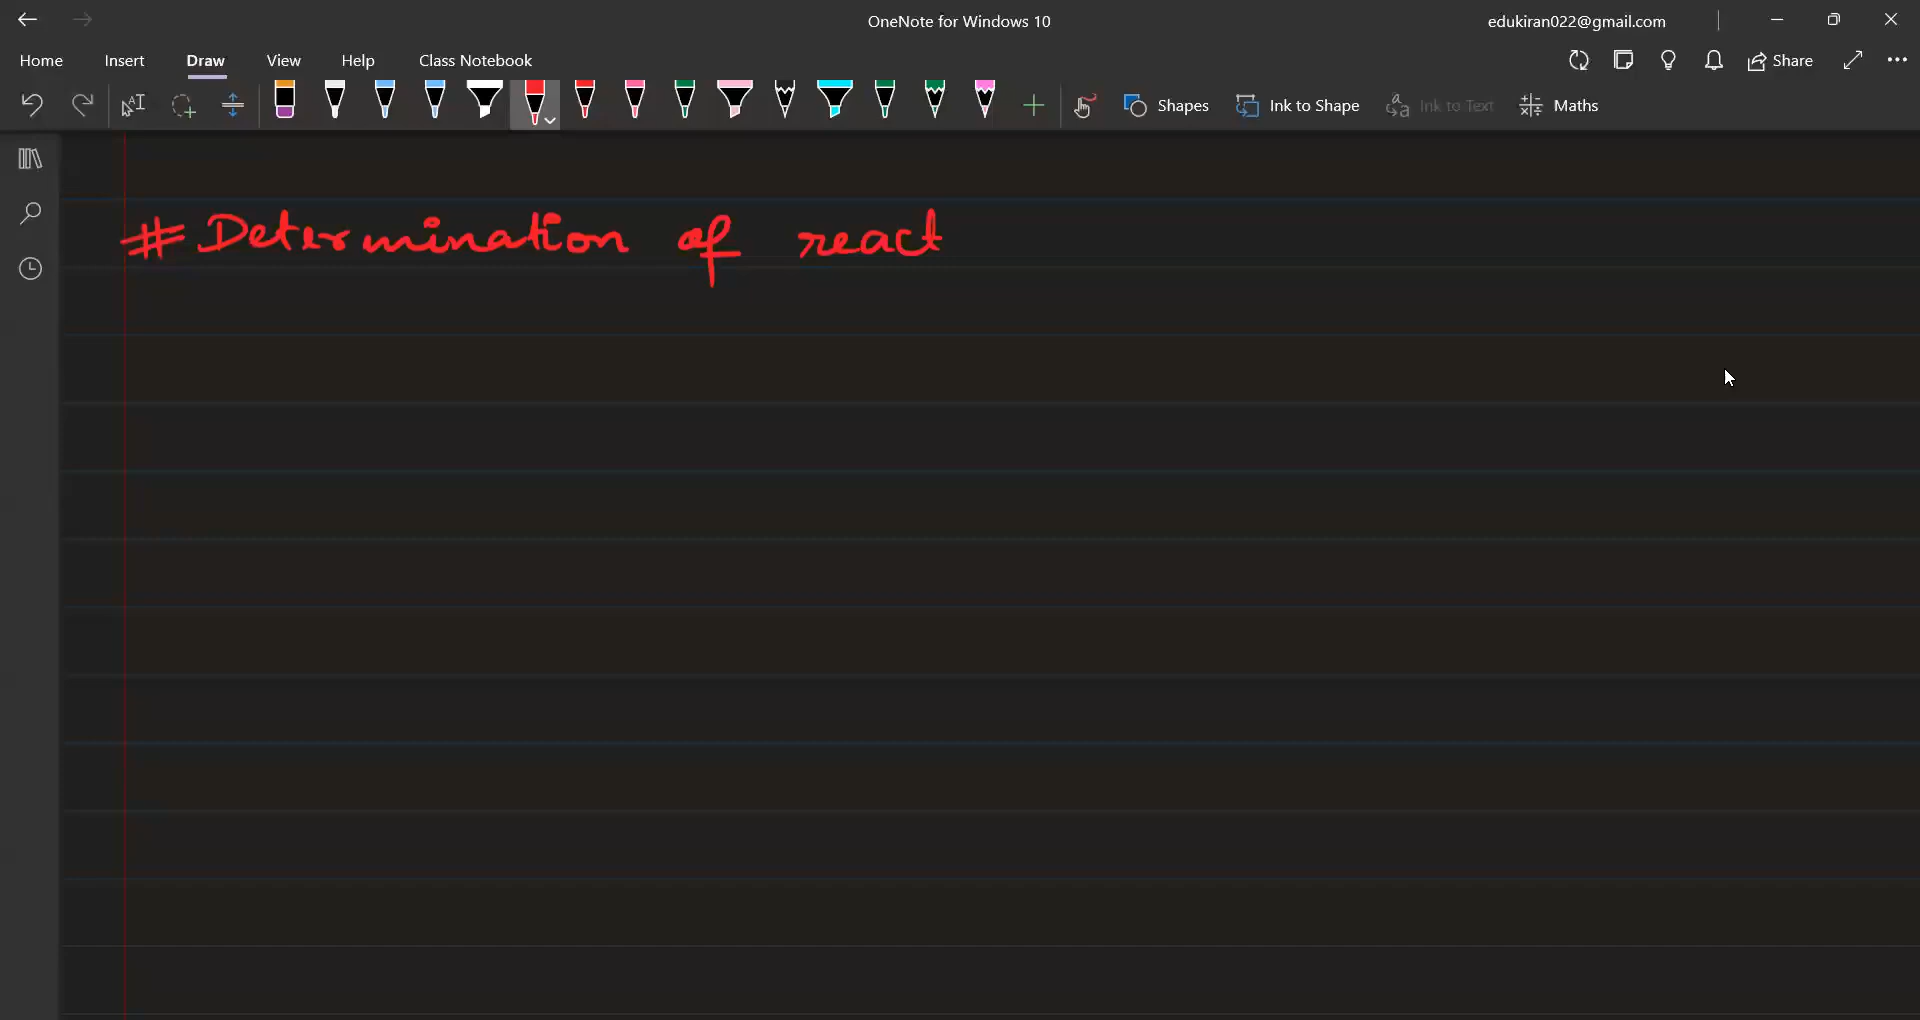 OneNote for Windows 10
edukiran022@gmail.com
Home Insert Draw View Help Class Notebook
Share
Shapes Ink to Shape Ink to Text Maths
# Determination of react